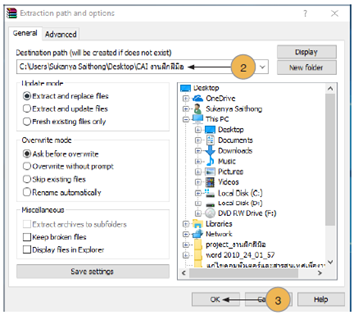 Extraction path and options
General Advanced
Destination path (will be created if does not exist)
Display
C:\Users\Sukanya Saithong\Desktop\CAI งานฝึกฝีมือ
2
New folder
Update mode
Extract and replace files
Extract and update files
Fresh existing files only
Overwrite mode
Ask before overwrite
Overwrite without prompt
Skip existing files
Rename automatically
Miscellaneous
Extract archives to subfolders
Keep broken files
Display files in Explorer
Save settings
Desktop
OneDrive
Sukanya Saithong
This PC
Desktop
Documents
Downloads
Music
Pictures
Videos
Local Disk (C:)
Local Disk (D:)
DVD RW Drive (F:)
Libraries
Network
project_งานฝึกฝีมือ
word 2010_24_01_57
OK
3
Help